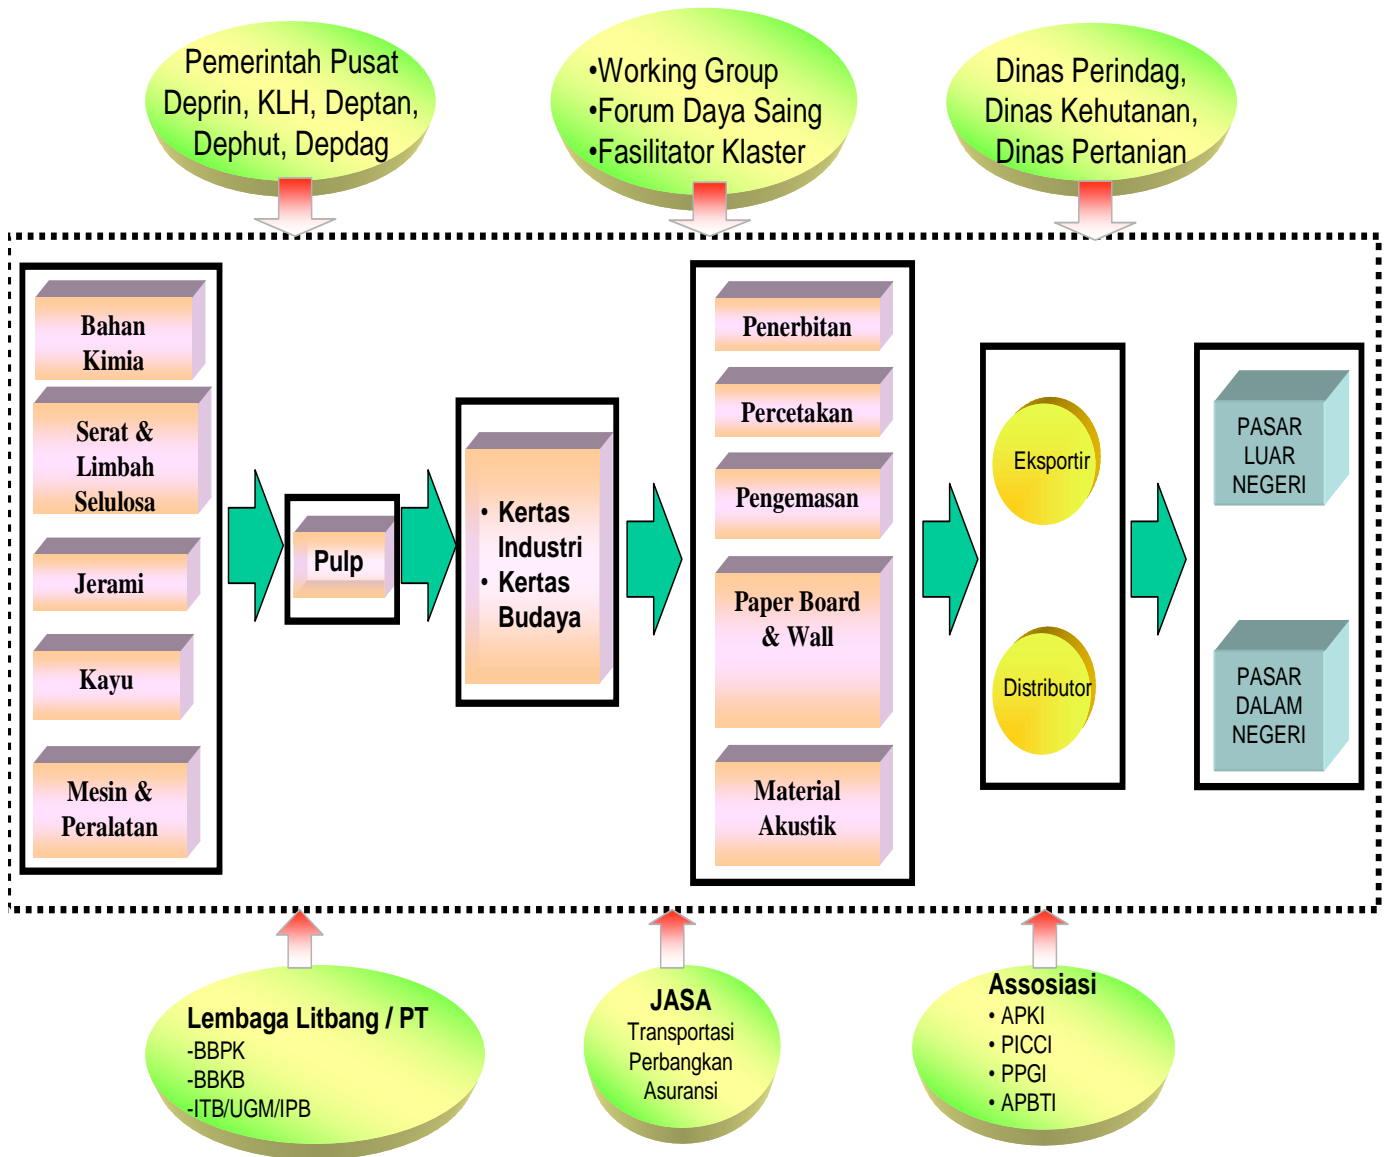 Pemerintah Pusat
Deprin, KLH, Deptan,
Dephut, Depdag
•Working Group
•Forum Daya Saing
•Fasilitator Klaster
Dinas Perindag,
Dinas Kehutanan,
Dinas Pertanian
Bahan
Kimia
Serat &
Limbah
Selulosa
Jerami
Kayu
Mesin &
Peralatan
Pulp
• Kertas
Industri
• Kertas
Budaya
Penerbitan
Percetakan
Pengemasan
Paper Board
& Wall
Material
Akustik
Eksportir
Distributor
PASAR
LUAR
NEGERI
PASAR
DALAM
NEGERI
Lembaga Litbang / PT
-BBPK
-BBKB
-ITB/UGM/IPB
JASA
Transportasi
Perbangkan
Asuransi
Assosiasi
• APKI
• PICCI
• PPGI
• APBTI